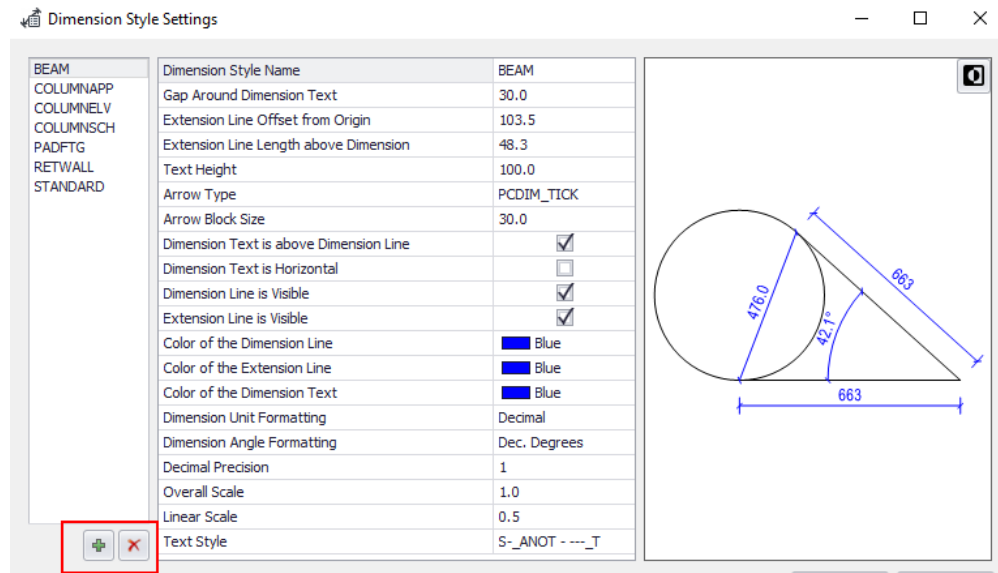 Dimension Style Settings
BEAM
COLUMNAPP
COLUMNELV
COLUMNSCH
PADFTG
RETWALL
STANDARD
Dimension Style Name BEAM
Gap Around Dimension Text 30.0
Extension Line Offset from Origin 103.5
Extension Line Length above Dimension 48.3
Text Height 100.0
Arrow Type PCDIM_TICK
Arrow Block Size 30.0
Dimension Text is above Dimension Line
Dimension Text is Horizontal
Dimension Line is Visible
Extension Line is Visible
Color of the Dimension Line Blue
Color of the Extension Line Blue
Color of the Dimension Text Blue
Dimension Unit Formatting Decimal
Dimension Angle Formatting Dec. Degrees
Decimal Precision 1
Overall Scale 1.0
Linear Scale 0.5
Text Style S-_ANOT - ---_T
663
476.0
42.1°
663